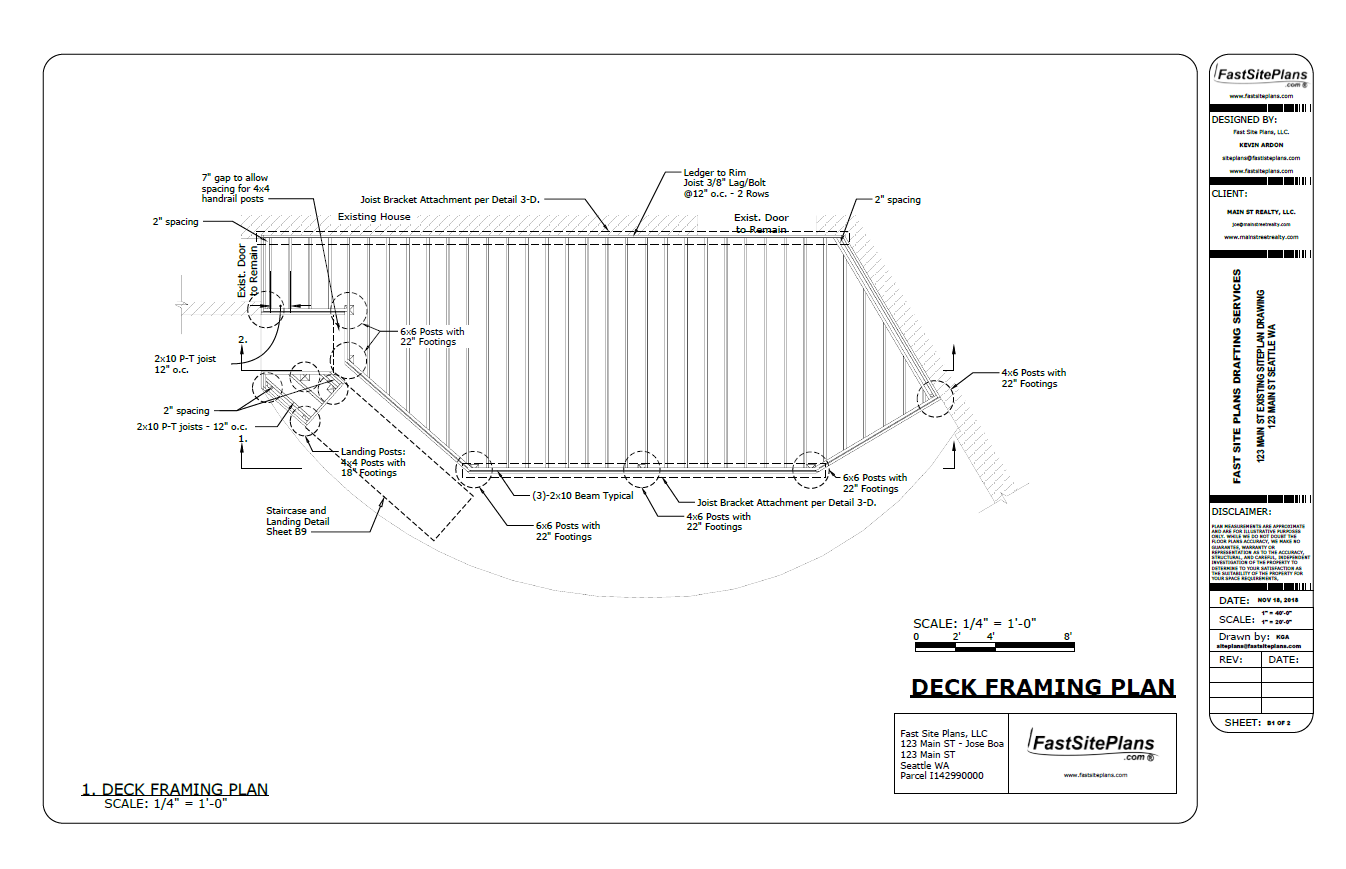 7" gap to allow
spacing for 4x4
handrail posts
2" spacing
Joist Bracket Attachment per Detail 3-D.
Existing House
Ledger to Rim
Joist 3/8" Lag/Bolt
@12" o.c. - 2 Rows
Exist. Door
to Remain
2" spacing
Exist. Door
to Remain
6x6 Posts with
22" Footings
2.
2x10 P-T joist
12" o.c.
4x6 Posts with
22" Footings
2" spacing
2x10 P-T joists - 12" o.c.
1.
Landing Posts:
4x4 Posts with
18" Footings
6x6 Posts with
22" Footings
(3)-2x10 Beam Typical
Joist Bracket Attachment per Detail 3-D.
Staircase and
Landing Detail
Sheet B9
6x6 Posts with
22" Footings
4x6 Posts with
22" Footings
SCALE: 1/4" = 1'-0"
0 2' 4' 8'
DECK FRAMING PLAN
Fast Site Plans, LLC
123 Main ST - Jose Boa
123 Main ST
Seattle WA
Parcel I142990000
FastSitePlans
.com ®
www.fastsiteplans.com
1. DECK FRAMING PLAN
SCALE: 1/4" = 1'-0"
FastSitePlans
.com ®
www.fastsiteplans.com
DESIGNED BY:
Fast Site Plans, LLC.
KEVIN ARDON
siteplans@fastisteplans.com
www.fastsiteplans.com
CLIENT:
MAIN ST REALTY, LLC.
joe@mainstreetrealty.com
www.mainstreetrealty.com
FAST SITE PLANS DRAFTING SERVICES
123 MAIN ST EXISTING SITEPLAN DRAWING
123 MAIN ST SEATTLE WA
DISCLAIMER:
PLAN MEASUREMENTS ARE APPROXIMATE
AND ARE FOR ILLUSTRATIVE PURPOSES
ONLY. WHILE WE DO NOT DOUBT THE
FLOOR PLANS ACCURACY, WE MAKE NO
GUARANTEE, WARRANTY OR
REPRESENTATION AS TO THE ACCURACY,
STRUCTURAL, AND CAREFUL, INDEPENDENT
INVESTIGATION OF THE PROPERTY TO
DETERMINE TO YOUR SATISFACTION AS
THE SUITABILITY OF THE PROPERTY FOR
YOUR SPACE REQUIREMENTS,
DATE: NOV 18, 2018
SCALE: 1" = 40'-0"
1" = 20'-0"
Drawn by: KGA
siteplans@fastsiteplans.com
REV: DATE:
SHEET: B1 OF 2